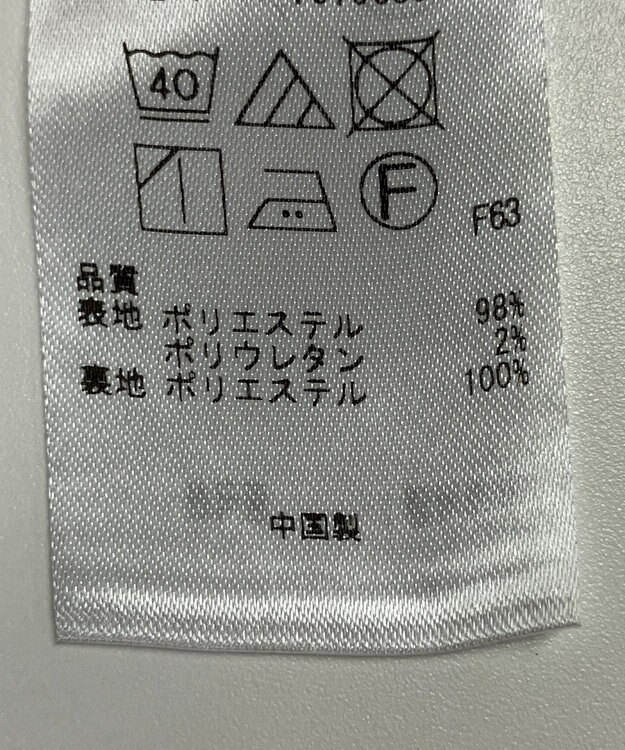 40
F
F63
品質
表地 ポリエステル 98%
ポリウレタン 2%
裏地 ポリエステル 100%
中国製